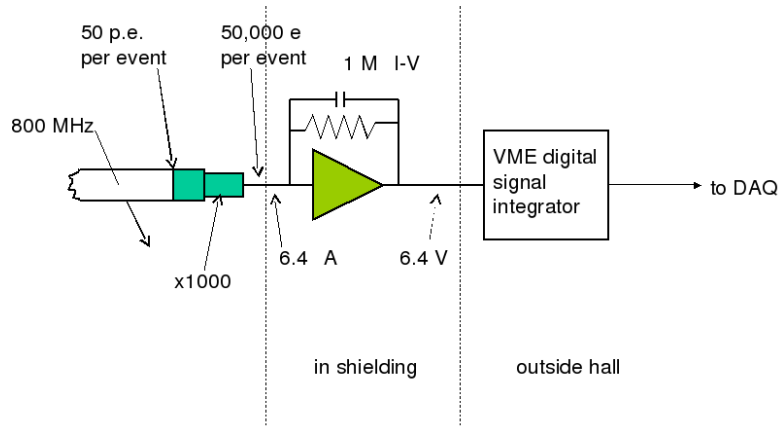 50 p.e.
per event
50,000 e
per event
1 M   I-V
800 MHz
VME digital
signal
integrator
to DAQ
x1000
6.4   A
6.4 V
in shielding
outside hall